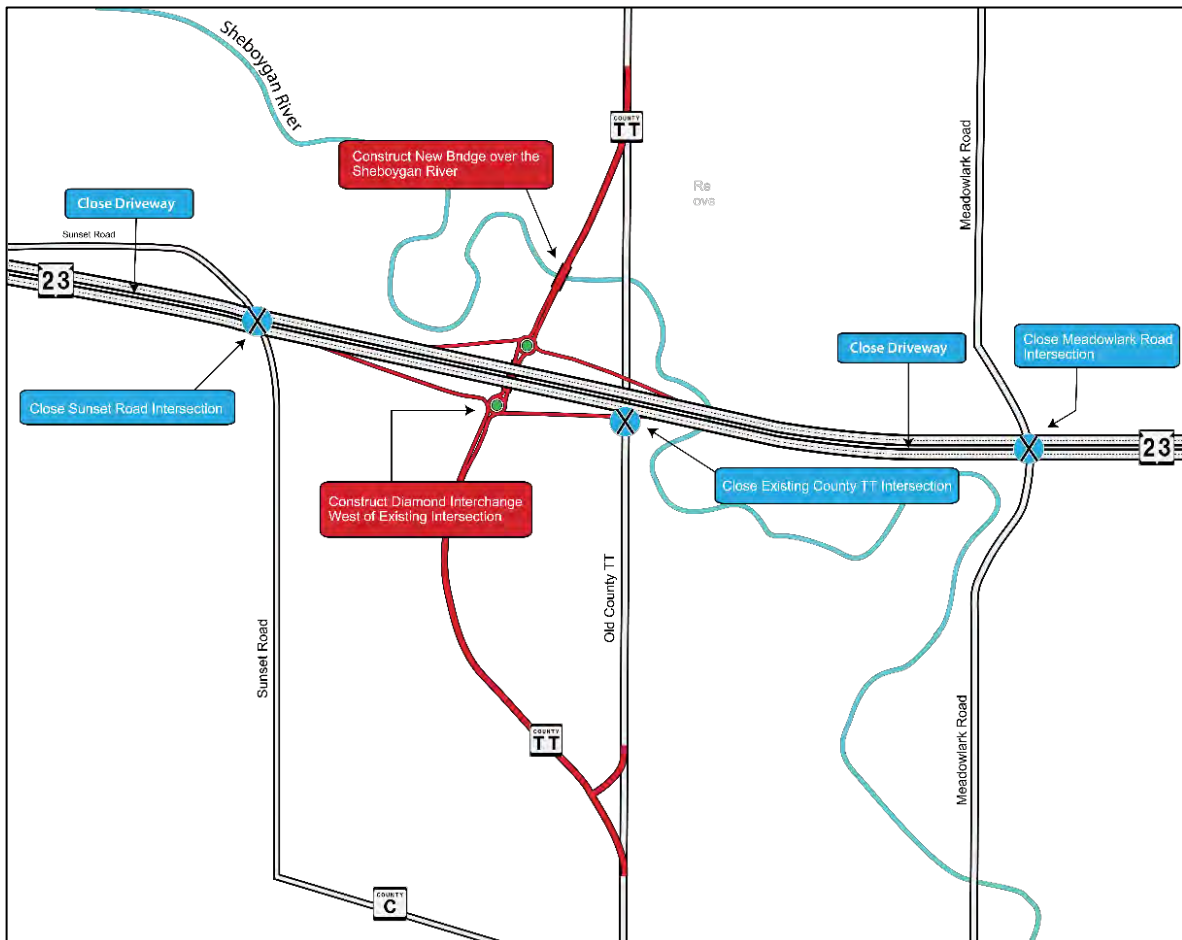 Sheboygan
River
COUNTY
TT
Construct New Bridge over the
Sheboygan River
Re
ove
Meadowlark Road
Close Driveway
Sunset Road
23
Close Meadowlark Road
Intersection
Close Driveway
Close Sunset Road Intersection
23
Close Existing County TT Intersection
Construct Diamond Interchange
West of Existing Intersection
Old County TT
Sunset Road
COUNTY
TT
Meadowlark Road
COUNTY
C